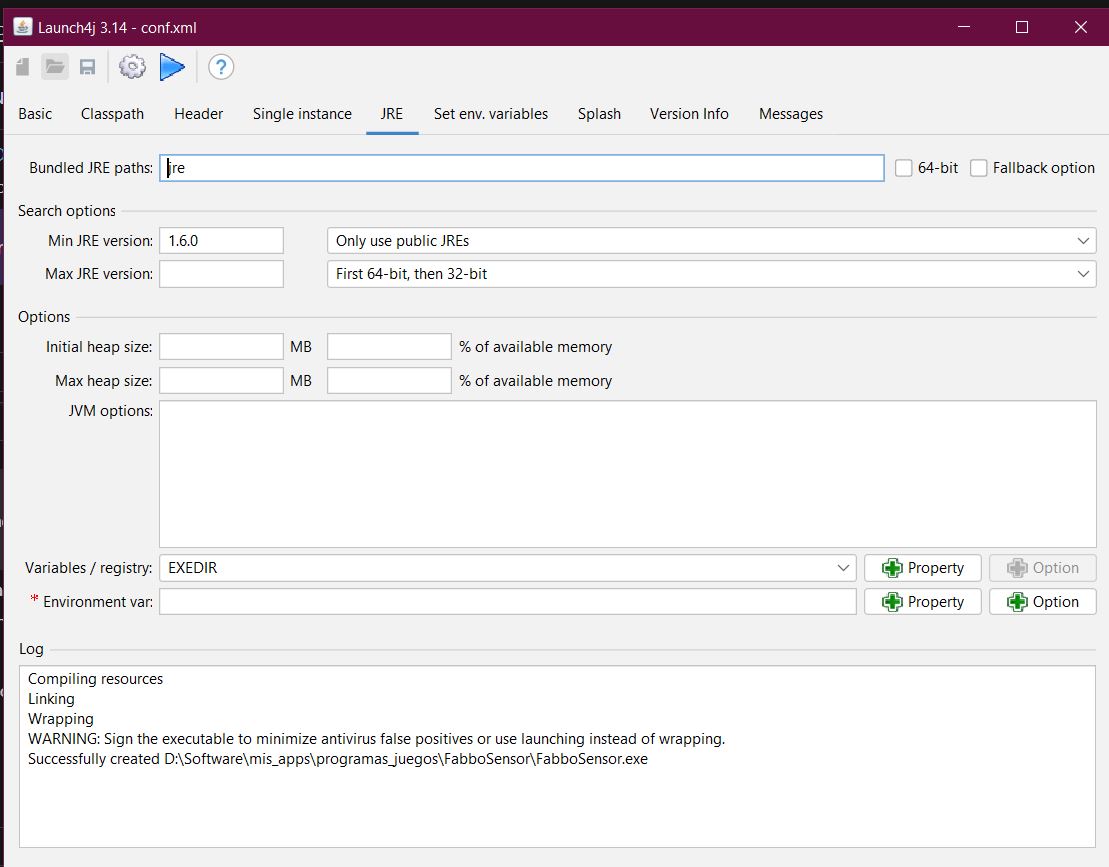 Launch4j 3.14 - conf.xml
Basic Classpath Header Single instance JRE Set env. variables Splash Version Info Messages
Bundled JRE paths: jre 64-bit Fallback option
Search options
Min JRE version: 1.6.0 Only use public JREs
Max JRE version: First 64-bit, then 32-bit
Options
Initial heap size: MB % of available memory
Max heap size: MB % of available memory
JVM options:
Variables / registry: EXEDIR Property Option
* Environment var: Property Option
Log
Compiling resources
Linking
Wrapping
WARNING: Sign the executable to minimize antivirus false positives or use launching instead of wrapping.
Successfully created D:\Software\mis_apps\programas_juegos\FabboSensor\FabboSensor.exe